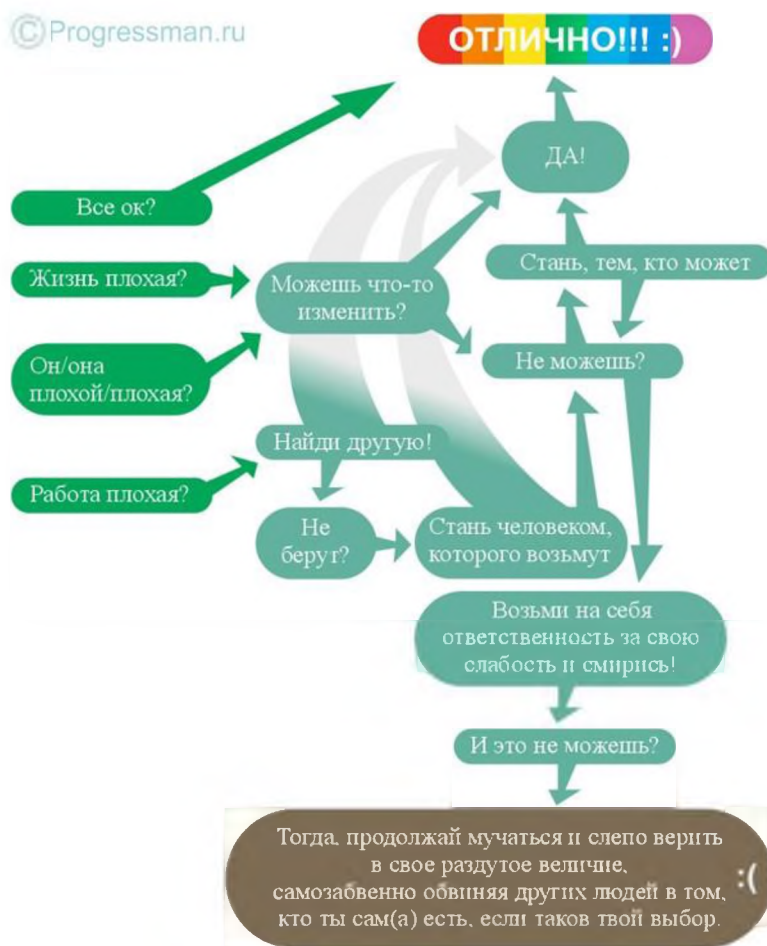 ©Progressman.ru
ОТЛИЧНО!!! :)
ДА!
Все ок?
Стань, тем, кто может
Жизнь плохая?
Можешь что-то
изменить?
Не можешь?
Он/она
плохой/плохая?
Найди другую!
Работа плохая?
Не
берут?
Стань человеком,
которого возьмут
Возьми на себя
ответственность за свою
слабость и смирись!
И это не можешь?
Тогда, продолжай мучаться и слепо верить
в свое раздутое величие,
самозабвенно обвиняя других людей в том,
кто ты сам(а) есть, если таков твой выбор.
:(